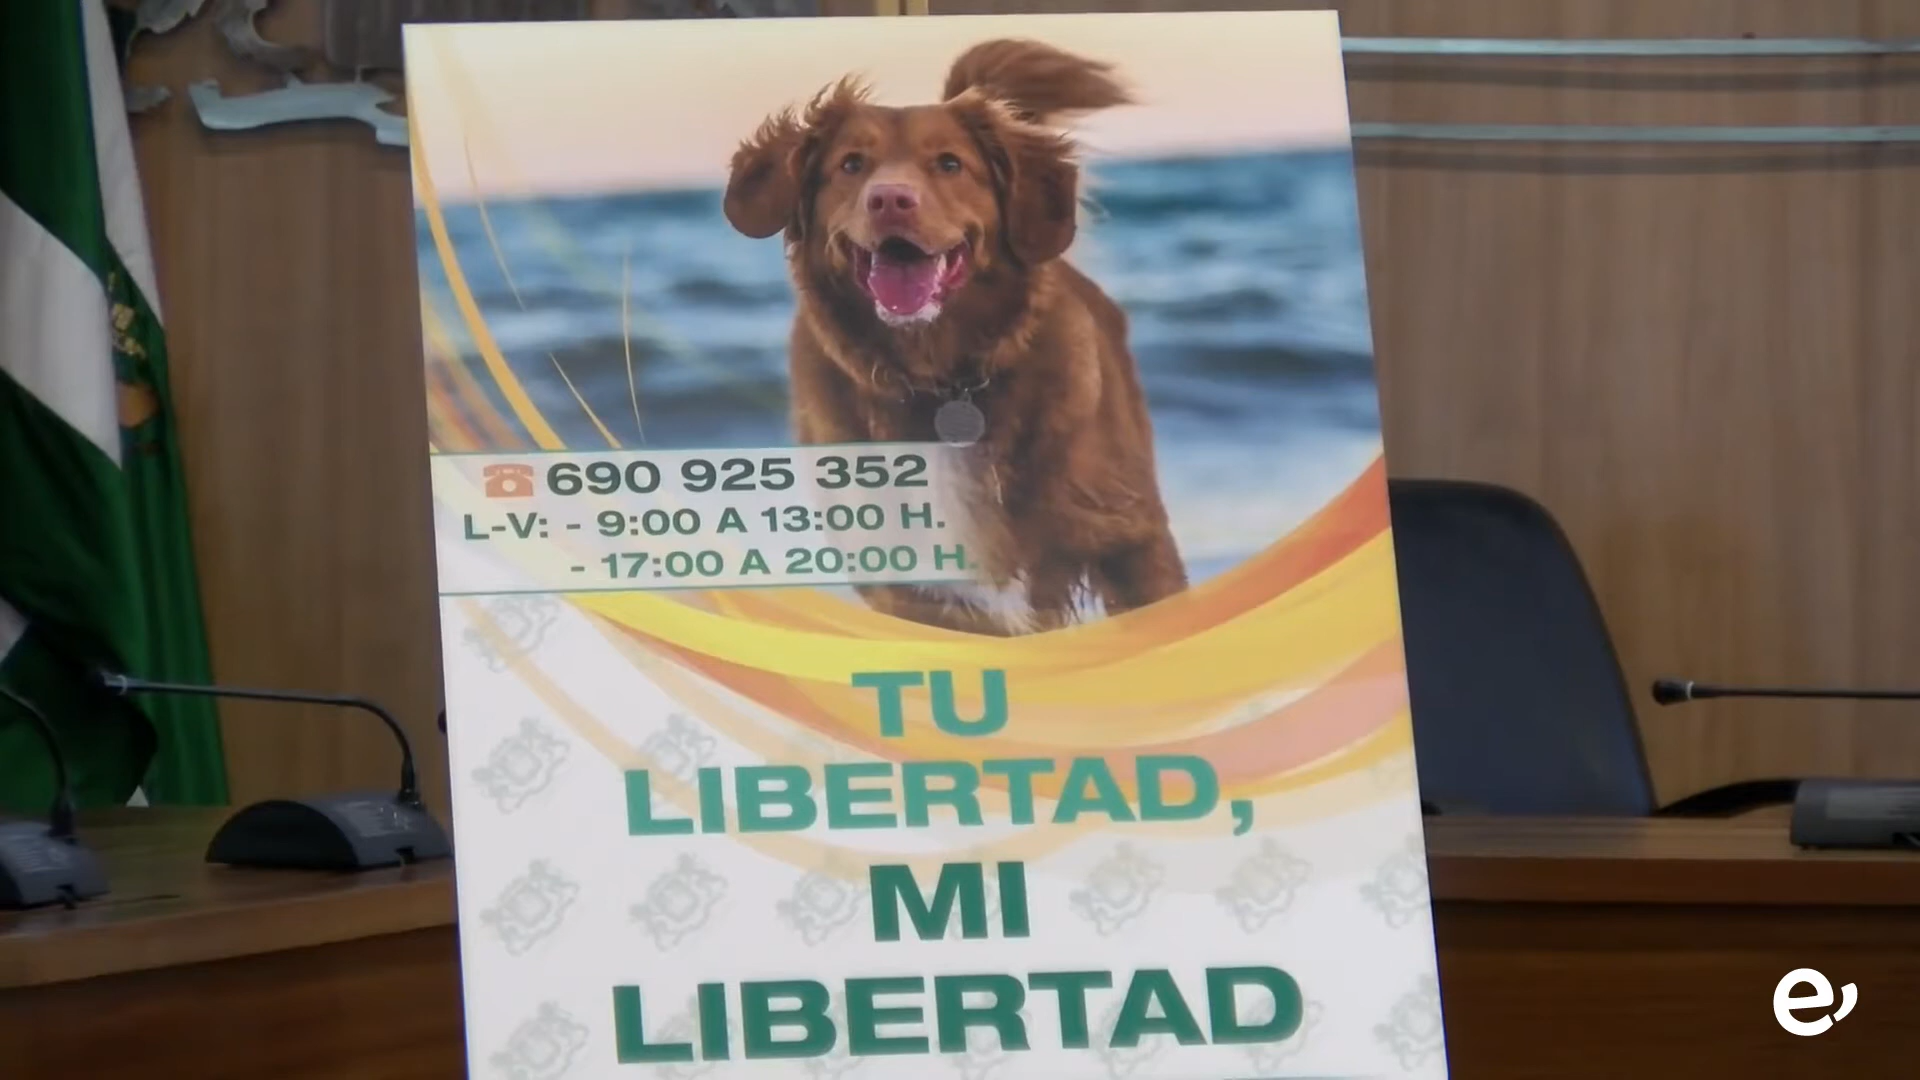 690 925 352
L-V: - 9:00 A 13:00 H.
- 17:00 A 20:00 H.
TU
LIBERTAD,
MI
LIBERTAD
e